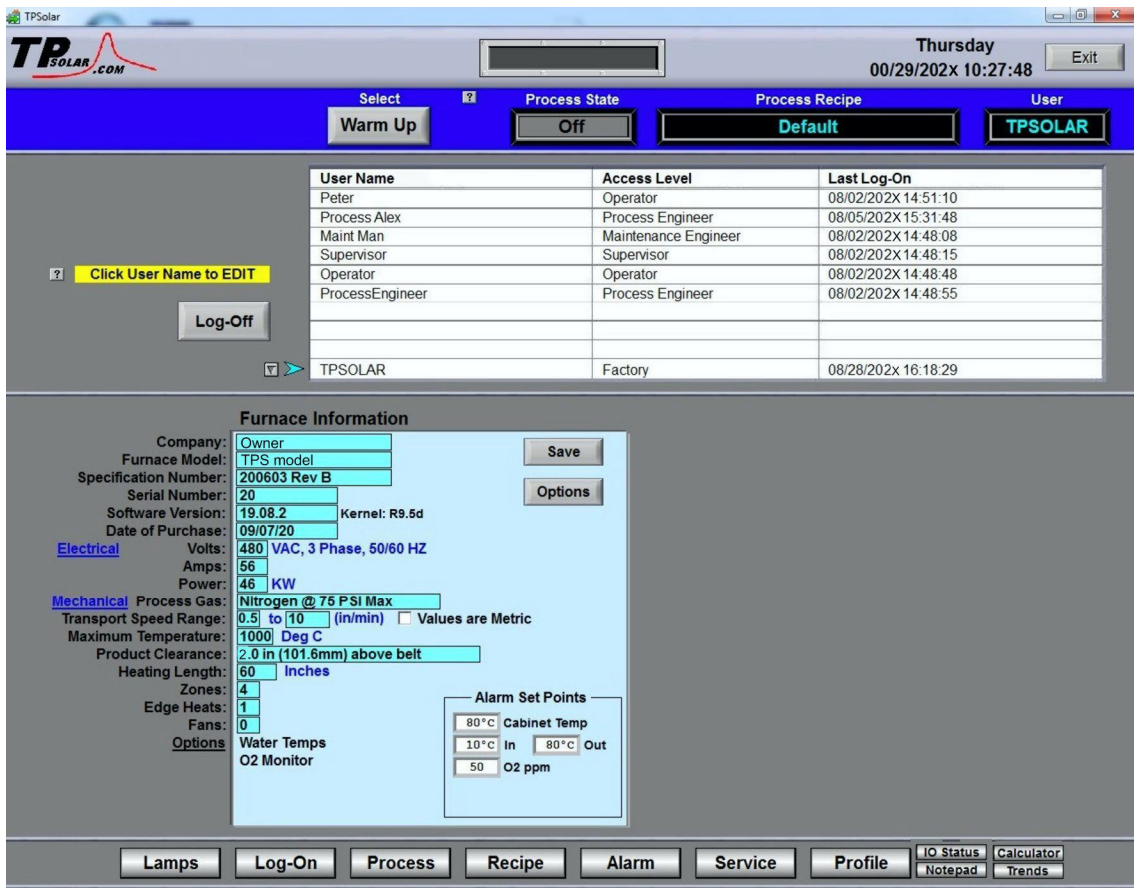 TPSolar
TP SOLAR .COM
Thursday
00/29/202x 10:27:48
Exit
Select ? Process State Process Recipe User
Warm Up Off Default TPSOLAR
User Name Access Level Last Log-On
Peter Operator 08/02/202X 14:51:10
Process Alex Process Engineer 08/05/202X 15:31:48
Maint Man Maintenance Engineer 08/02/202X 14:48:08
Supervisor Supervisor 08/02/202X 14:48:15
Operator Operator 08/02/202X 14:48:48
ProcessEngineer Process Engineer 08/02/202X 14:48:55
TPSOLAR Factory 08/28/202x 16:18:29
? Click User Name to EDIT
Log-Off
Furnace Information
Company: Owner
Furnace Model: TPS model
Specification Number: 200603 Rev B
Serial Number: 20
Software Version: 19.08.2 Kernel: R9.5d
Date of Purchase: 09/07/20
Electrical Volts: 480 VAC, 3 Phase, 50/60 HZ
Amps: 56
Power: 46 KW
Mechanical Process Gas: Nitrogen @ 75 PSI Max
Transport Speed Range: 0.5 to 10 (in/min) Values are Metric
Maximum Temperature: 1000 Deg C
Product Clearance: 2.0 in (101.6mm) above belt
Heating Length: 60 Inches
Zones: 4
Edge Heats: 1
Fans: 0
Options Water Temps
O2 Monitor
Save
Options
Alarm Set Points
80°C Cabinet Temp
10°C In 80°C Out
50 O2 ppm
Lamps Log-On Process Recipe Alarm Service Profile
IO Status Calculator
Notepad Trends